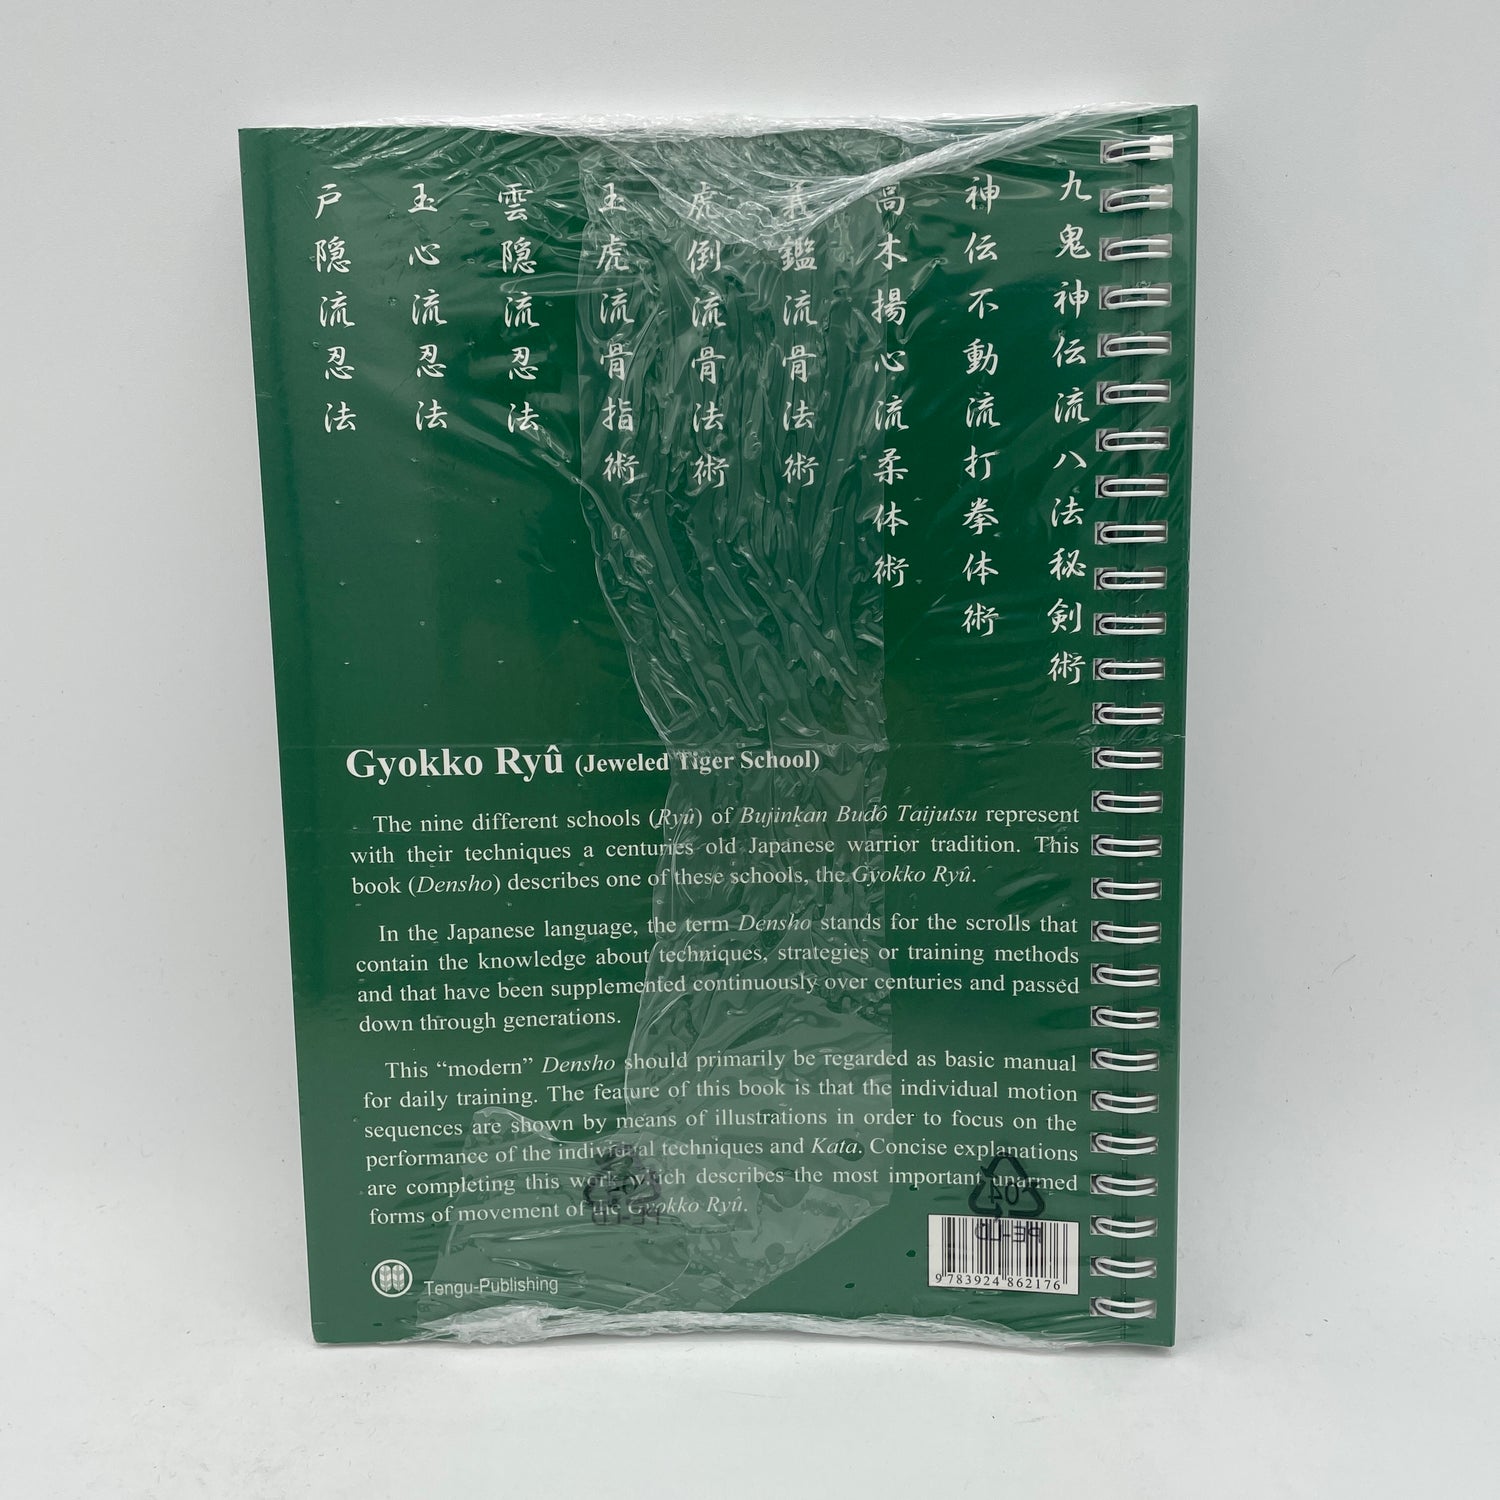 九鬼神伝流八法秘剣術
神伝不動流打拳体術
高木揚心流柔体術
義鑑流骨法術
虎倒流骨法術
玉虎流骨指術
雲隠流忍法
玉心流忍法
戸隠流忍法
Gyokko Ryû (Jeweled Tiger School)
The nine different schools (Ryû) of Bujinkan Budô Taijutsu represent
with their techniques a centuries old Japanese warrior tradition. This
book (Densho) describes one of these schools, the Gyokko Ryû.
In the Japanese language, the term Densho stands for the scrolls that
contain the knowledge about techniques, strategies or training methods
and that have been supplemented continuously over centuries and passed
down through generations.
This “modern” Densho should primarily be regarded as basic manual
for daily training. The feature of this book is that the individual motion
sequences are shown by means of illustrations in order to focus on the
performance of the individual techniques and Kata. Concise explanations
are completing this work which describes the most important unarmed
forms of movement of the Gyokko Ryû.
04
PE-LD
04
PE-LD
Tengu-Publishing
9 783924 862176